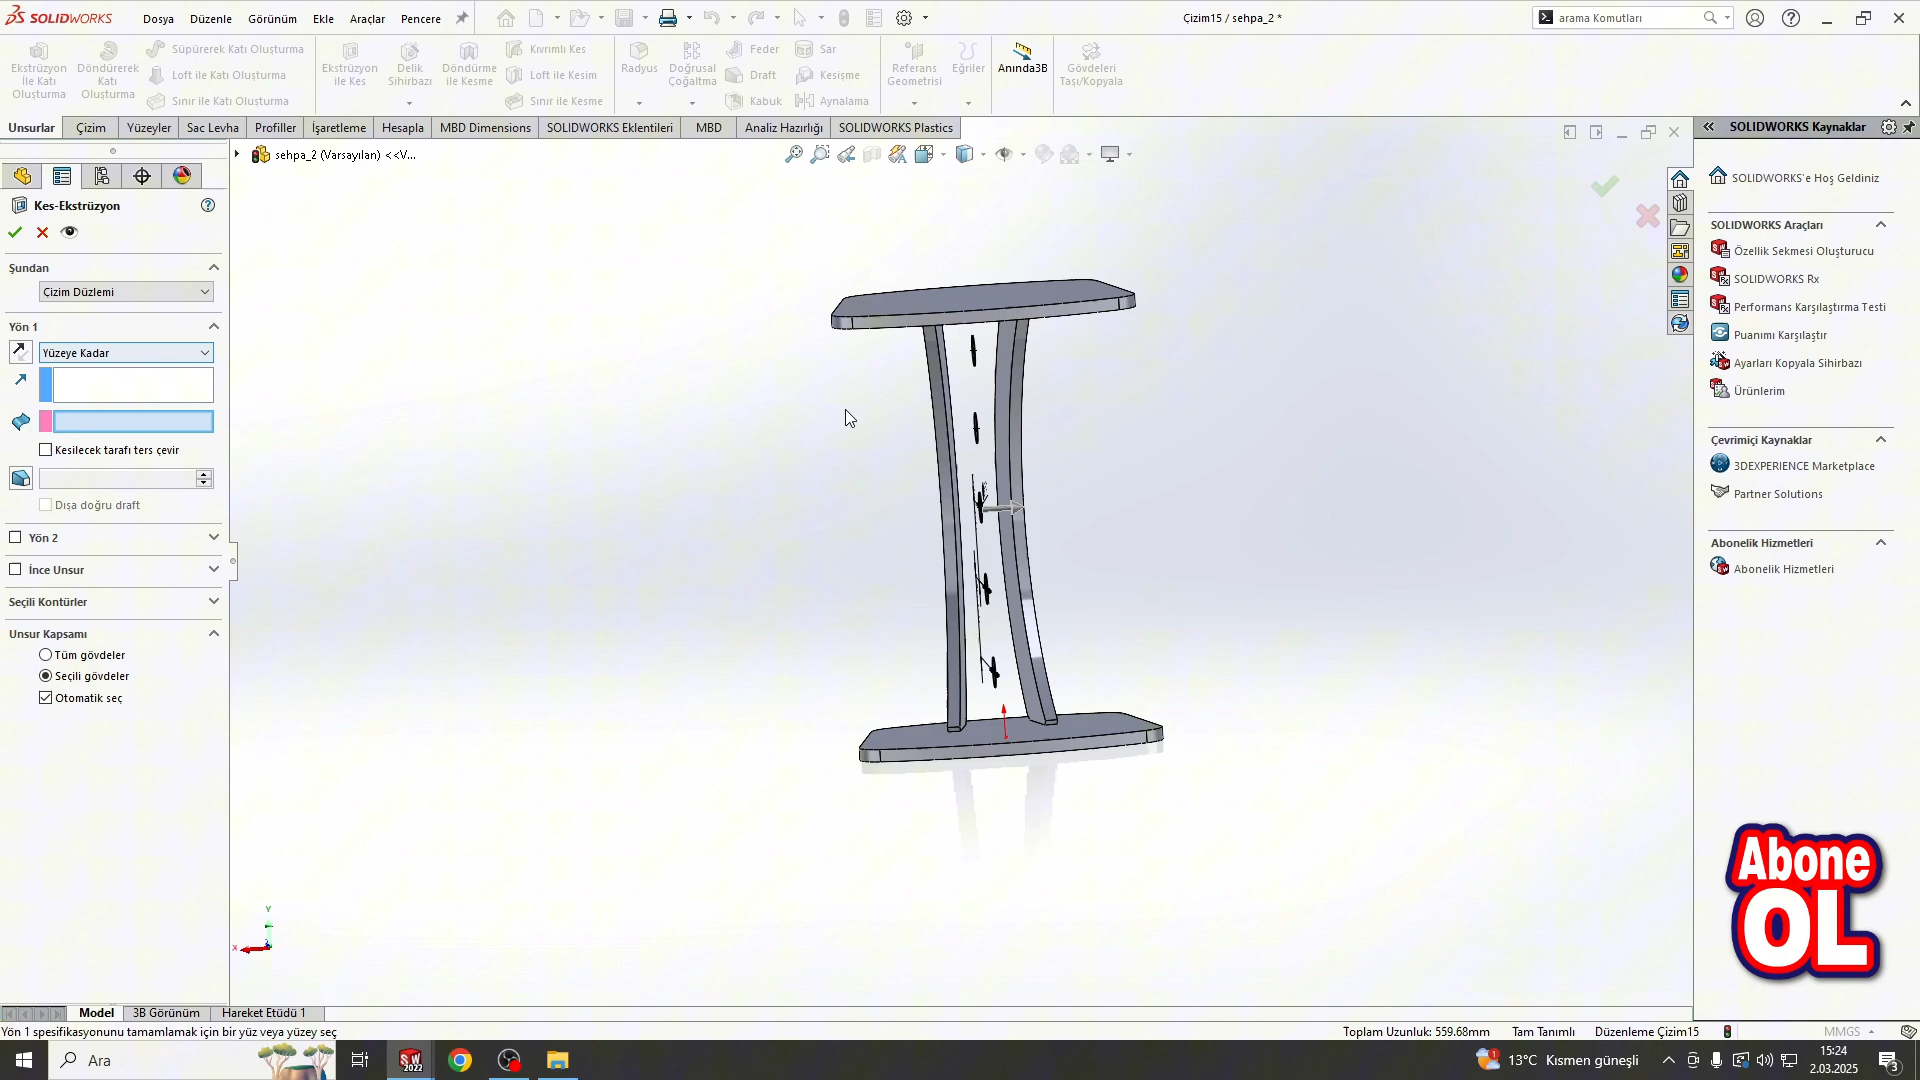 SOLIDWORKS
Dosya
Düzenle
Görünüm
Ekle
Araçlar
Pencere
Çizim15 / sehpa_2 *
arama Komutları
Ekstrüzyon
ile Katı
Oluşturma
Döndürerek
Katı
Oluşturma
Süpürerek Katı Oluşturma
Loft ile Katı Oluşturma
Sınır ile Katı Oluşturma
Ekstrüzyon
ile Kes
Delik
Sihirbazı
Döndürme
ile Kesme
Kıvrımlı Kes
Loft ile Kesim
Sınır ile Kesme
Radyus
Doğrusal
Çoğaltma
Feder
Draft
Kabuk
Sar
Kesişme
Aynalama
Referans
Geometrisi
Eğriler
Anında3B
Gövdeleri
Taşı/Kopyala
Unsurlar
Çizim
Yüzeyler
Sac Levha
Profiller
İşaretleme
Hesapla
MBD Dimensions
SOLIDWORKS Eklentileri
MBD
Analiz Hazırlığı
SOLIDWORKS Plastics
sehpa_2 (Varsayılan) <<V...
Kes-Ekstrüzyon
Şundan
Çizim Düzlemi
Yön 1
Yüzeye Kadar
Kesilecek tarafı ters çevir
Dışa doğru draft
Yön 2
İnce Unsur
Seçili Kontürler
Unsur Kapsamı
Tüm gövdeler
Seçili gövdeler
Otomatik seç
Y
X
Z
SOLIDWORKS Kaynaklar
SOLIDWORKS'e Hoş Geldiniz
SOLIDWORKS Araçları
Özellik Sekmesi Oluşturucu
SOLIDWORKS Rx
Performans Karşılaştırma Testi
Puanımı Karşılaştır
Ayarları Kopyala Sihirbazı
Ürünlerim
Çevrimiçi Kaynaklar
3DEXPERIENCE Marketplace
Partner Solutions
Abonelik Hizmetleri
Abonelik Hizmetleri
Abone
OL
Model
3B Görünüm
Hareket Etüdü 1
Yön 1 spesifikasyonunu tamamlamak için bir yüz veya yüzey seç
Toplam Uzunluk: 559.68mm
Tam Tanımlı
Düzenleme Çizim15
MMGS
Ara
SW
2022
1
13°C Kısmen güneşli
15:24
2.03.2025
3